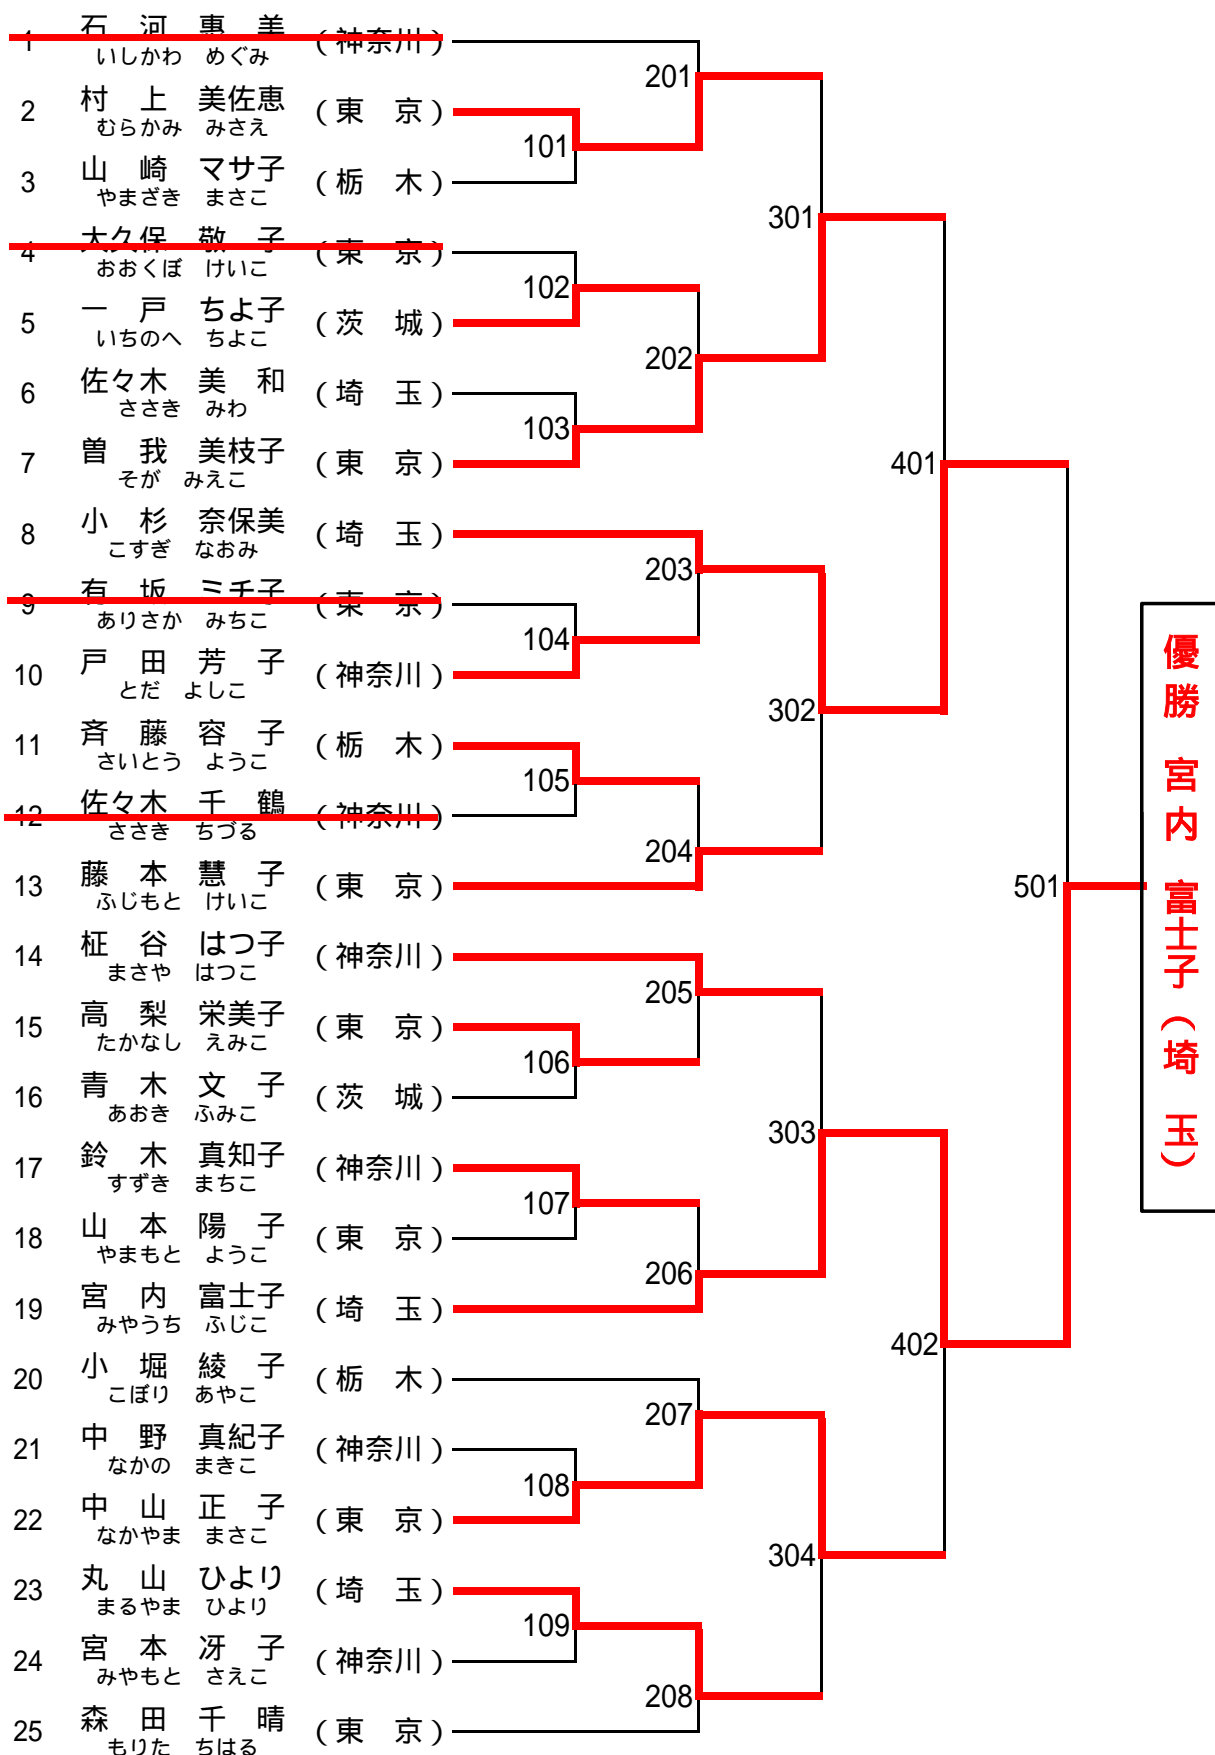 1 石 河 惠 美 (神奈川)
いしかわ めぐみ
201
2 村 上 美佐恵 (東 京)
むらかみ みさえ
101
3 山 崎 マサ子 (栃 木)
やまざき まさこ
301
4 大久保 敬 子 (東 京)
おおくぼ けいこ
102
5 一 戸 ちよ子 (茨 城)
いちのへ ちよこ
202
6 佐々木 美 和 (埼 玉)
ささき みわ
103
7 曽 我 美枝子 (東 京)
そが みえこ
401
8 小 杉 奈保美 (埼 玉)
こすぎ なおみ
203
9 有 坂 ミチ子 (東 京)
ありさか みちこ
104
10 戸 田 芳 子 (神奈川)
とだ よしこ
302
11 斉 藤 容 子 (栃 木)
さいとう ようこ
105
12 佐々木 千 鶴 (神奈川)
ささき ちづる
204
13 藤 本 慧 子 (東 京)
ふじもと けいこ
501
優勝 宮内 富士子(埼 玉)
14 柾 谷 はつ子 (神奈川)
まさや はつこ
205
15 高 梨 栄美子 (東 京)
たかなし えみこ
106
16 青 木 文 子 (茨 城)
あおき ふみこ
303
17 鈴 木 真知子 (神奈川)
すずき まちこ
107
18 山 本 陽 子 (東 京)
やまもと ようこ
206
19 宮 内 富士子 (埼 玉)
みやうち ふじこ
402
20 小 堀 綾 子 (栃 木)
こぼり あやこ
207
21 中 野 真紀子 (神奈川)
なかの まきこ
108
22 中 山 正 子 (東 京)
なかやま まさこ
304
23 丸 山 ひより (埼 玉)
まるやま ひより
109
24 宮 本 冴 子 (神奈川)
みやもと さえこ
208
25 森 田 千 晴 (東 京)
もりた ちはる